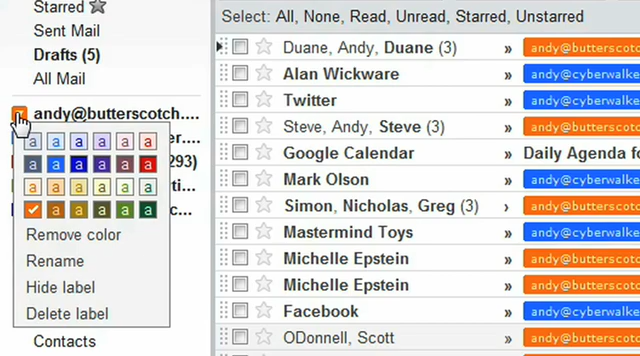 Starred
Sent Mail
Drafts (5)
All Mail
andy@butterscotch....
er....
a a a a a a
a a a a a a
293)
a a a a a a
ti...
a a a a a
c...
Remove color
Rename
Hide label
Delete label
Contacts
Select: All, None, Read, Unread, Starred, Unstarred
Duane, Andy, Duane (3) » andy@butterscotc
Alan Wickware » andy@cyberwalke
Twitter » andy@cyberwalke
Steve, Andy, Steve (3) » andy@butterscotc
Google Calendar » Daily Agenda fo
Mark Olson » andy@cyberwalke
Simon, Nicholas, Greg (3) › andy@butterscotc
Mastermind Toys » andy@cyberwalke
Michelle Epstein » andy@butterscotc
Michelle Epstein » andy@butterscotc
Facebook » andy@cyberwalke
ODonnell, Scott » andy@butterscotc